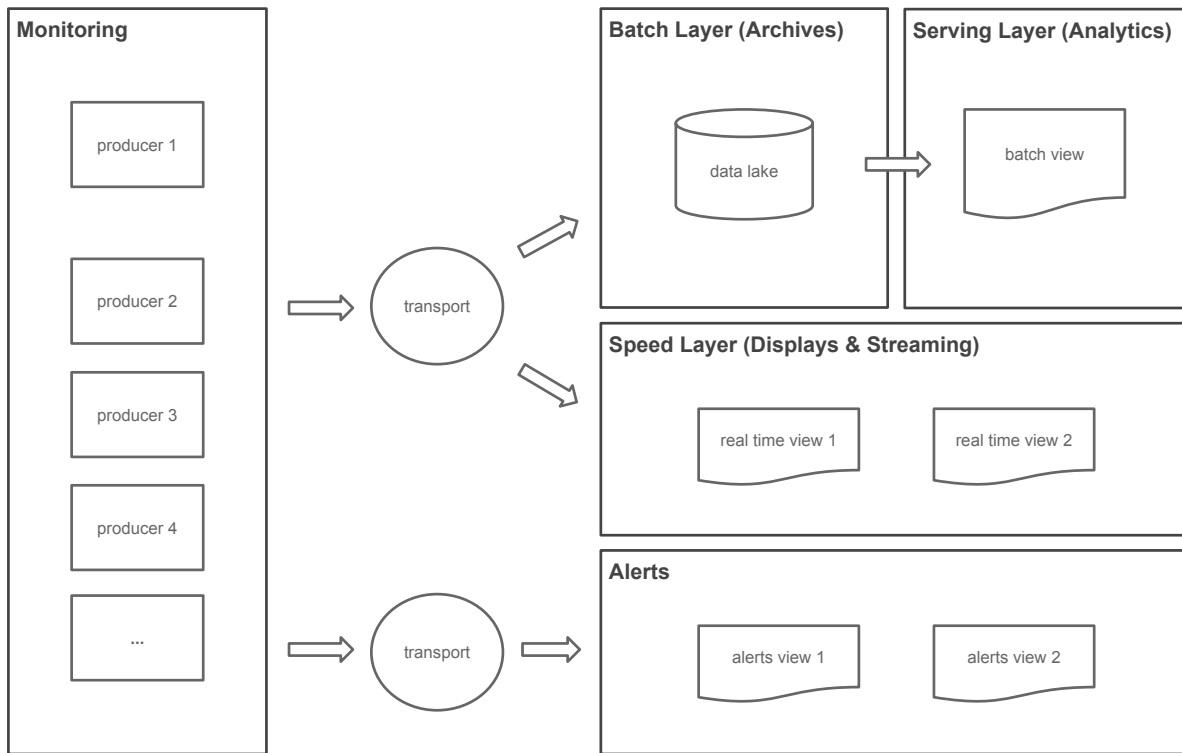 Monitoring
producer 1
producer 2
producer 3
producer 4
...
transport
transport
Batch Layer (Archives)
data lake
Serving Layer (Analytics)
batch view
Speed Layer (Displays & Streaming)
real time view 1
real time view 2
Alerts
alerts view 1
alerts view 2